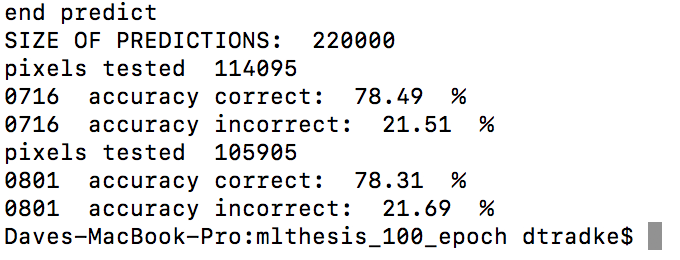 end predict
SIZE OF PREDICTIONS:  220000
pixels tested  114095
0716  accuracy correct:  78.49  %
0716  accuracy incorrect:  21.51  %
pixels tested  105905
0801  accuracy correct:  78.31  %
0801  accuracy incorrect:  21.69  %
Daves-MacBook-Pro:mlthesis_100_epoch dtradke$